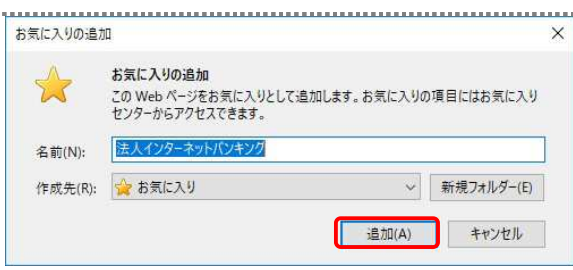 お気に入りの追加
お気に入りの追加
この Web ページをお気に入りとして追加します。お気に入りの項目にはお気に入り
センターからアクセスできます。
名前(N):
法人インターネットバンキング
作成先(R):
お気に入り
新規フォルダー(E)
追加(A)
キャンセル